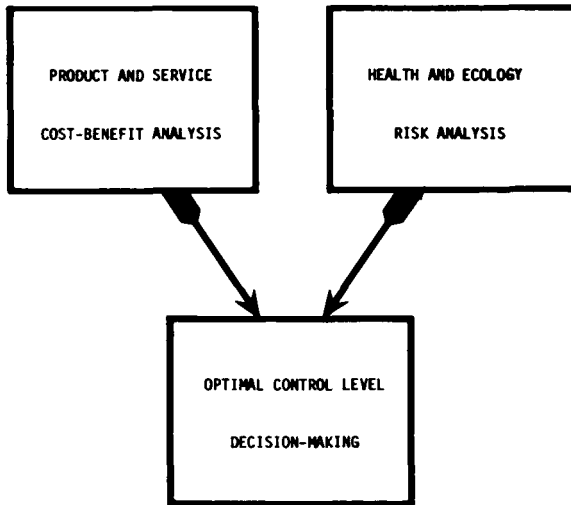 PRODUCT AND SERVICE
COST-BENEFIT ANALYSIS
HEALTH AND ECOLOGY
RISK ANALYSIS
OPTIMAL CONTROL LEVEL
DECISION-MAKING